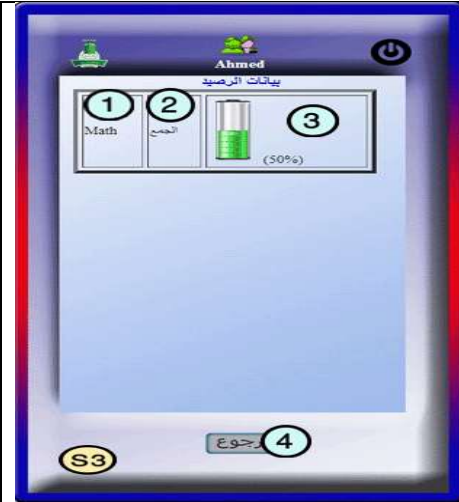 Ahmed
بيانات الرصيد
1 2 3
Math الجمع
(50%)
رجوع 4
S3